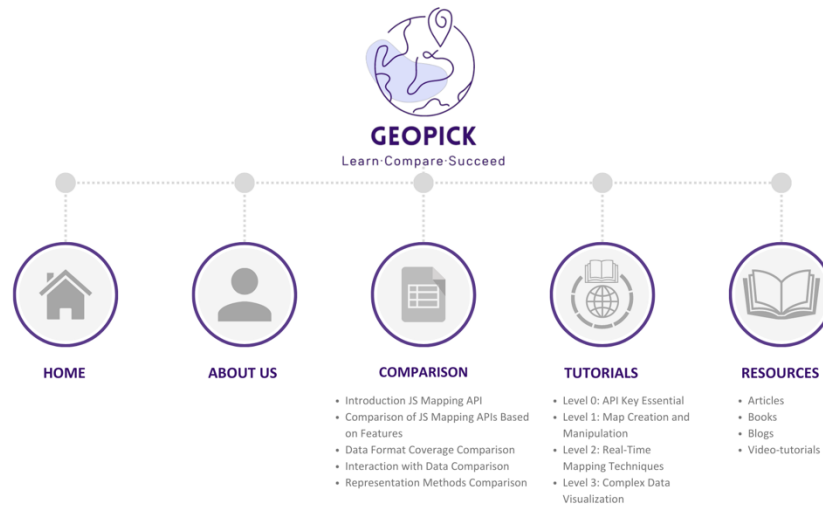 GEOPICK
Learn·Compare·Succeed
HOME
ABOUT US
COMPARISON
• Introduction JS Mapping API
• Comparison of JS Mapping APIs Based
on Features
• Data Format Coverage Comparison
• Interaction with Data Comparison
• Representation Methods Comparison
TUTORIALS
• Level 0: API Key Essential
• Level 1: Map Creation and
Manipulation
• Level 2: Real-Time
Mapping Techniques
• Level 3: Complex Data
Visualization
RESOURCES
• Articles
• Books
• Blogs
• Video-tutorials